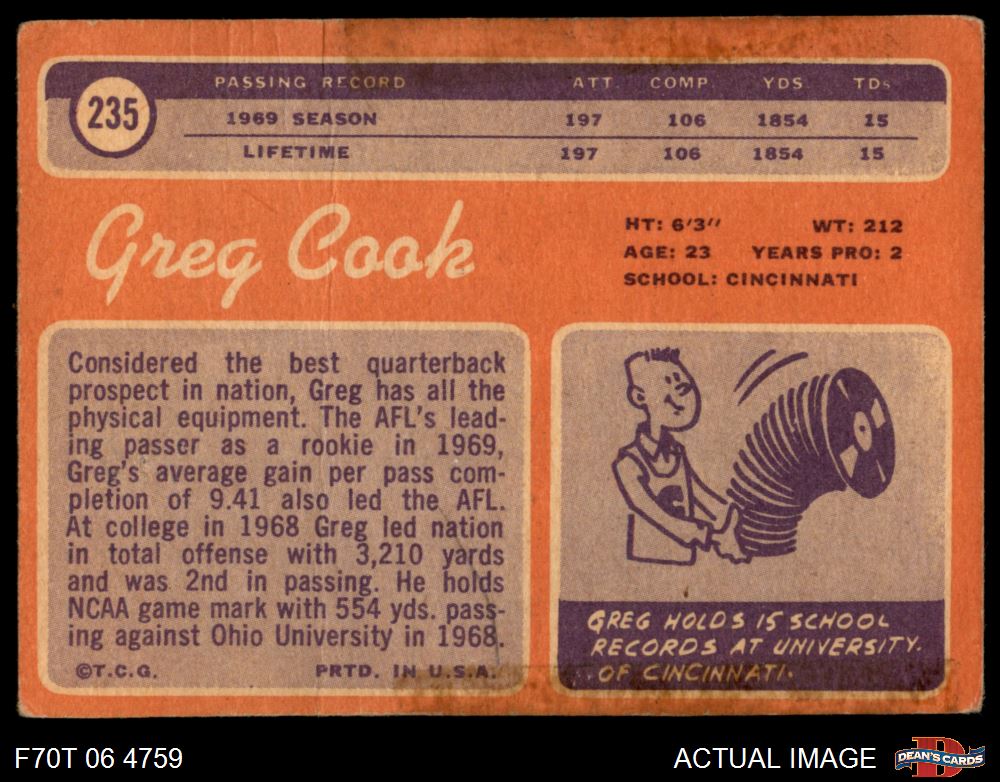 235
PASSING RECORD ATT. COMP. YDS TDs
1969 SEASON 197 106 1854 15
LIFETIME 197 106 1854 15
Greg Cook
HT: 6'3" WT: 212
AGE: 23 YEARS PRO: 2
SCHOOL: CINCINNATI
Considered the best quarterback
prospect in nation, Greg has all the
physical equipment. The AFL's lead-
ing passer as a rookie in 1969,
Greg's average gain per pass com-
pletion of 9.41 also led the AFL.
At college in 1968 Greg led nation
in total offense with 3,210 yards
and was 2nd in passing. He holds
NCAA game mark with 554 yds. pass-
ing against Ohio University in 1968.
©T.C.G. PRTD. IN U.S.A.
C
GREG HOLDS 15 SCHOOL
RECORDS AT UNIVERSITY.
OF CINCINNATI.
F70T 06 4759
ACTUAL IMAGE
D
DEAN'S CARDS